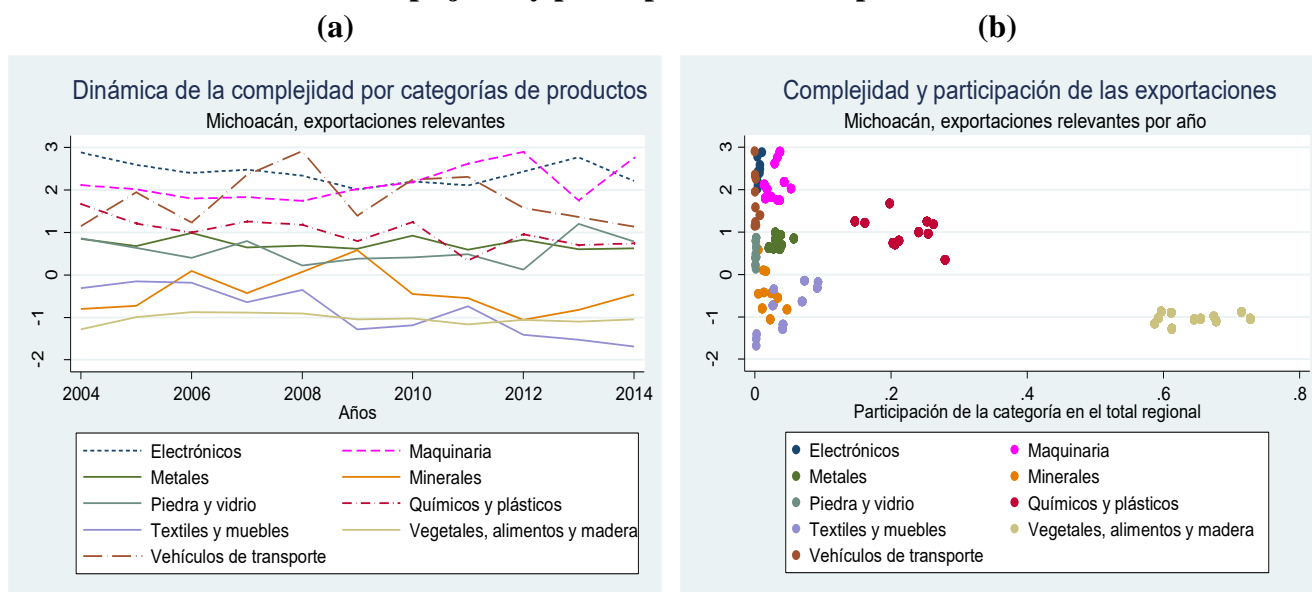 (a)
(b)
Dinámica de la complejidad por categorías de productos
Michoacán, exportaciones relevantes
3
2
1
0
-1
-2
2004 2006 2008 2010 2012 2014
Años
Electrónicos
Maquinaria
Metales
Minerales
Piedra y vidrio
Químicos y plásticos
Textiles y muebles
Vegetales, alimentos y madera
Vehículos de transporte
Complejidad y participación de las exportaciones
Michoacán, exportaciones relevantes por año
3
2
1
0
-1
-2
0 .2 .4 .6 .8
Participación de la categoría en el total regional
Electrónicos
Maquinaria
Metales
Minerales
Piedra y vidrio
Químicos y plásticos
Textiles y muebles
Vegetales, alimentos y madera
Vehículos de transporte